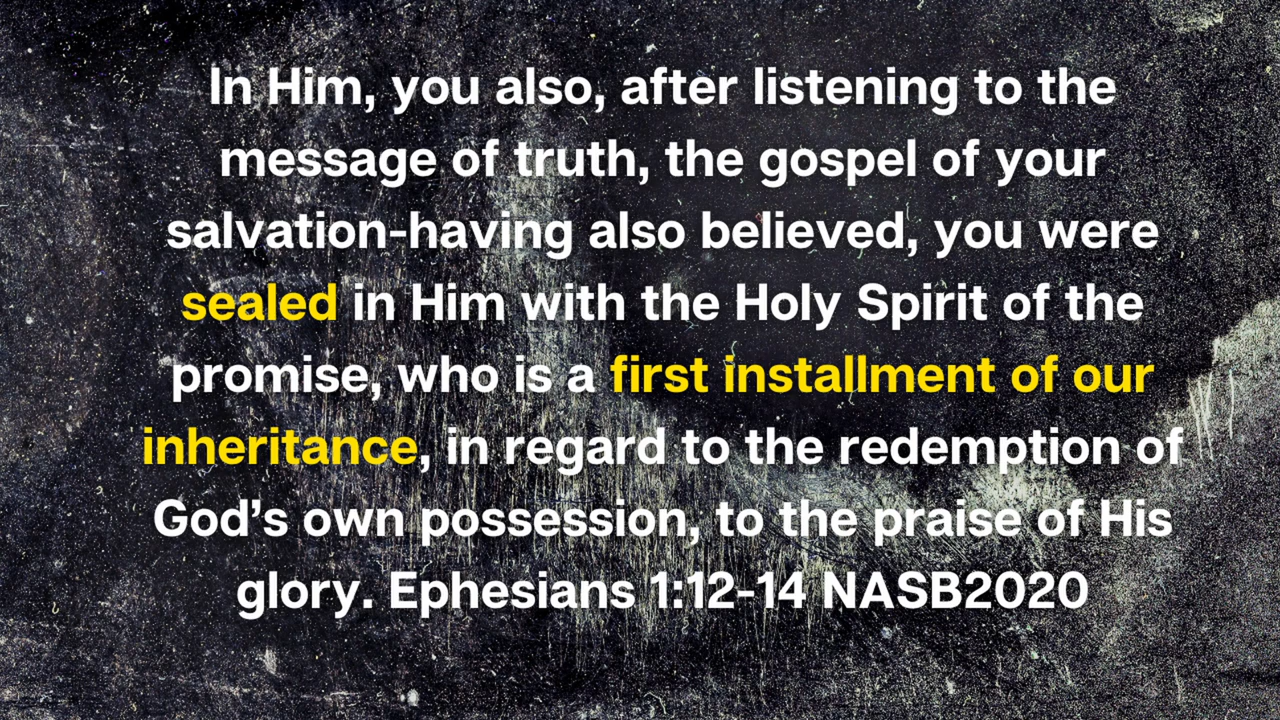 In Him, you also, after listening to the
message of truth, the gospel of your
salvation-having also believed, you were
sealed in Him with the Holy Spirit of the
promise, who is a first installment of our
inheritance, in regard to the redemption of
God’s own possession, to the praise of His
glory. Ephesians 1:12-14 NASB2020